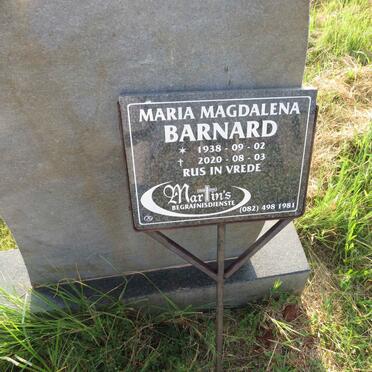 MARIA MAGDALENA
BARNARD
* 1938 - 09 - 02
† 2020 - 08 - 03
RUS IN VREDE
Martin's
BEGRAFNISDIENSTE
(082) 498 1981